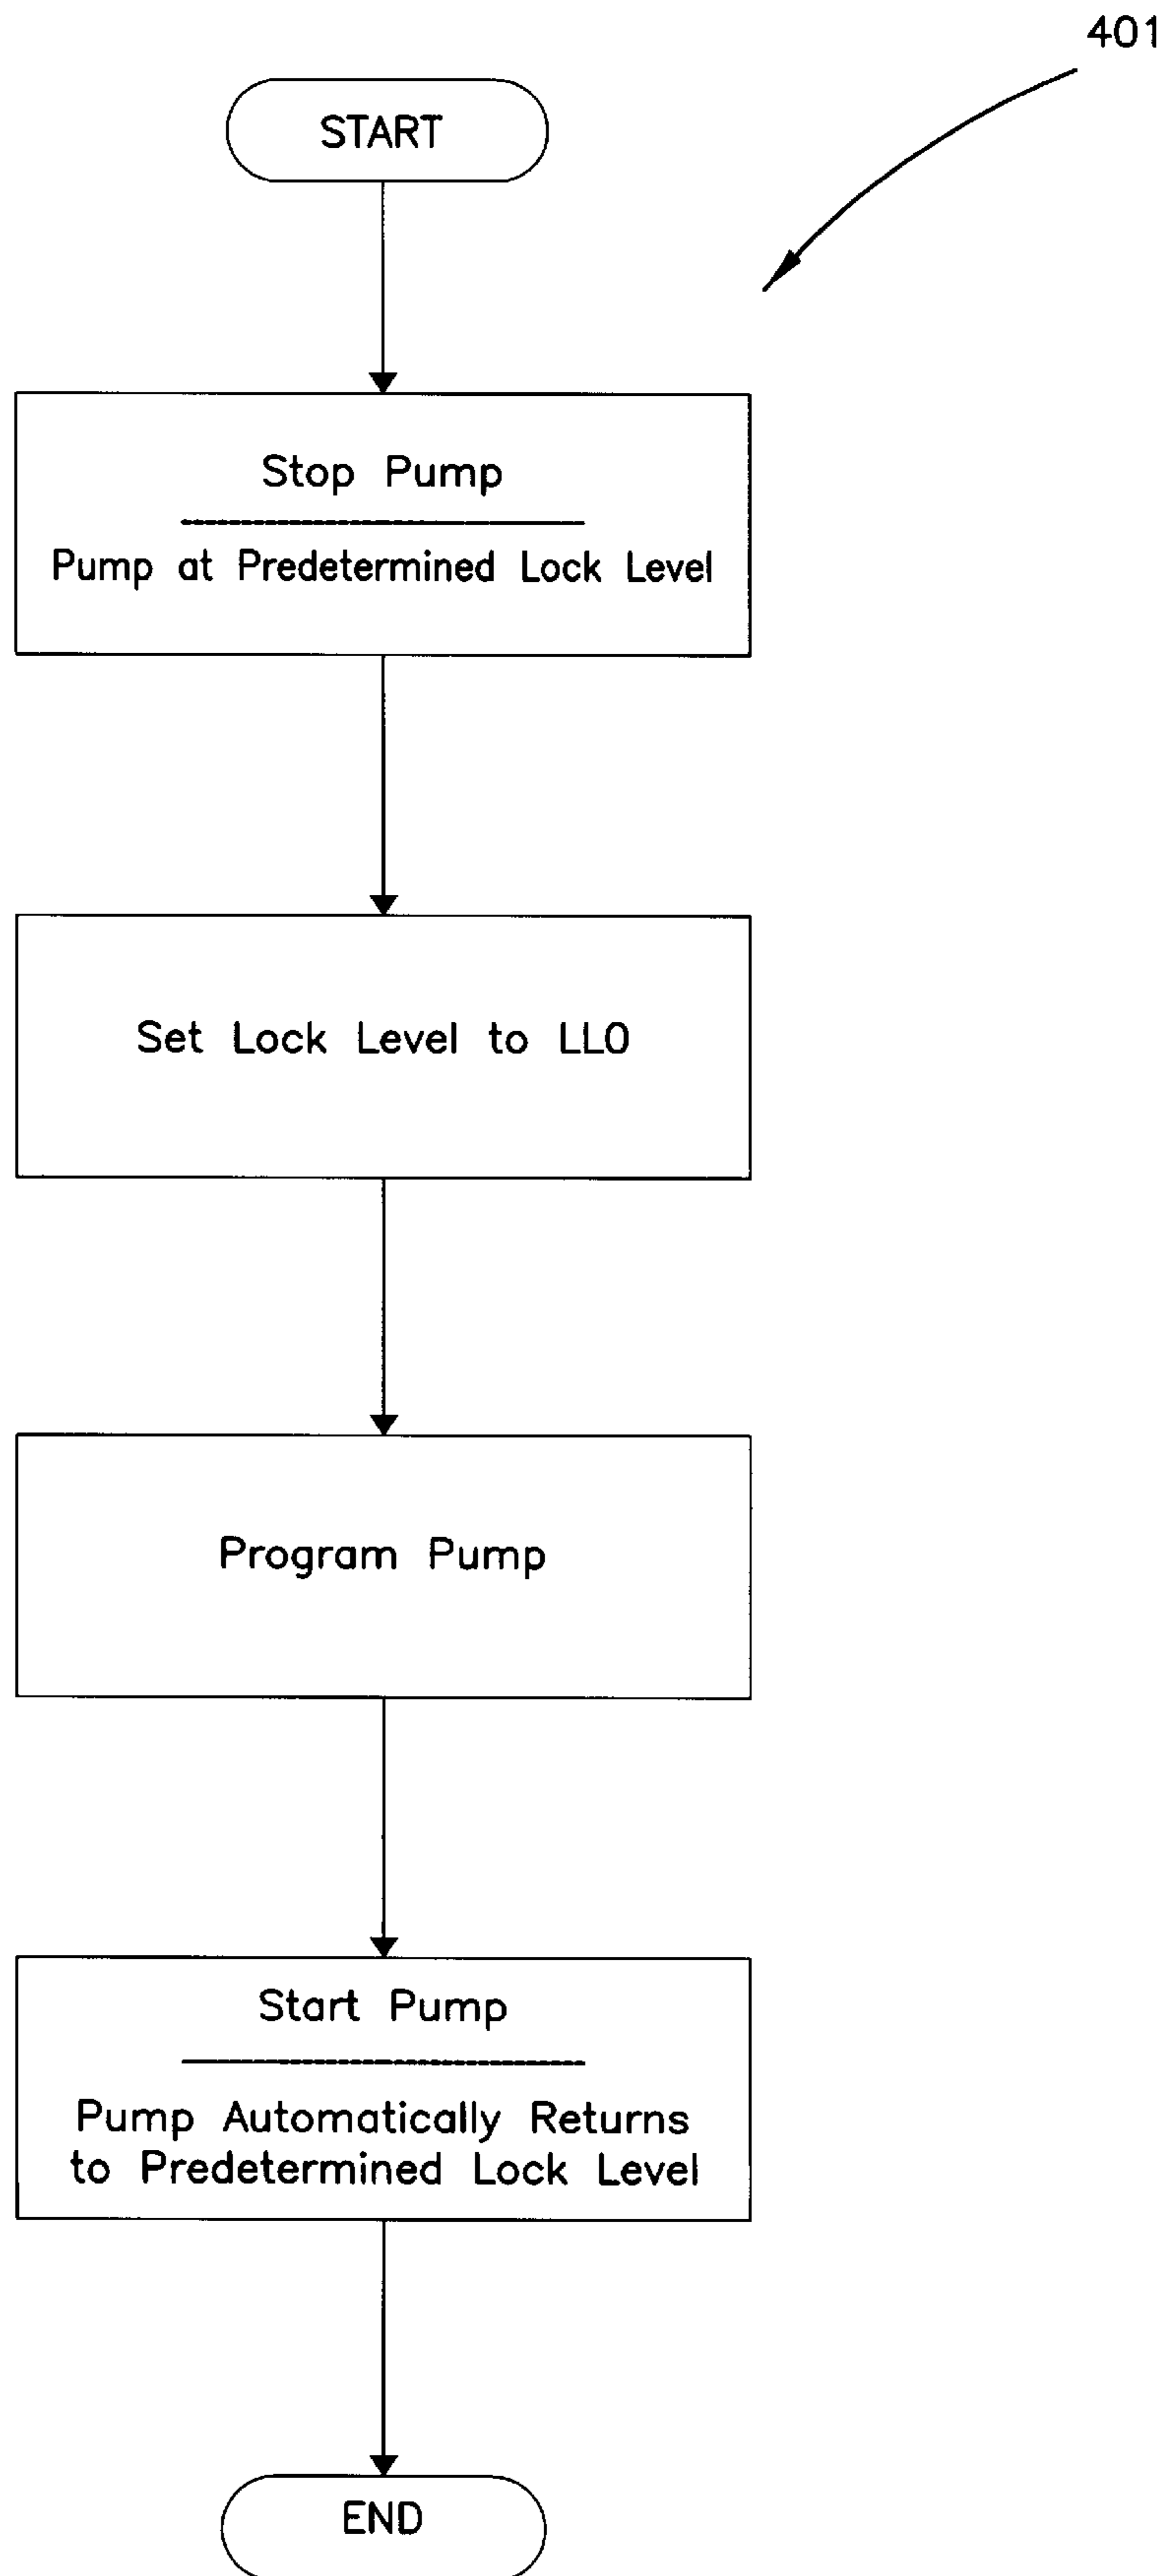 401
START
Stop Pump
Pump at Predetermined Lock Level
Set Lock Level to LL0
Program Pump
Start Pump
Pump Automatically Returns
to Predetermined Lock Level
END